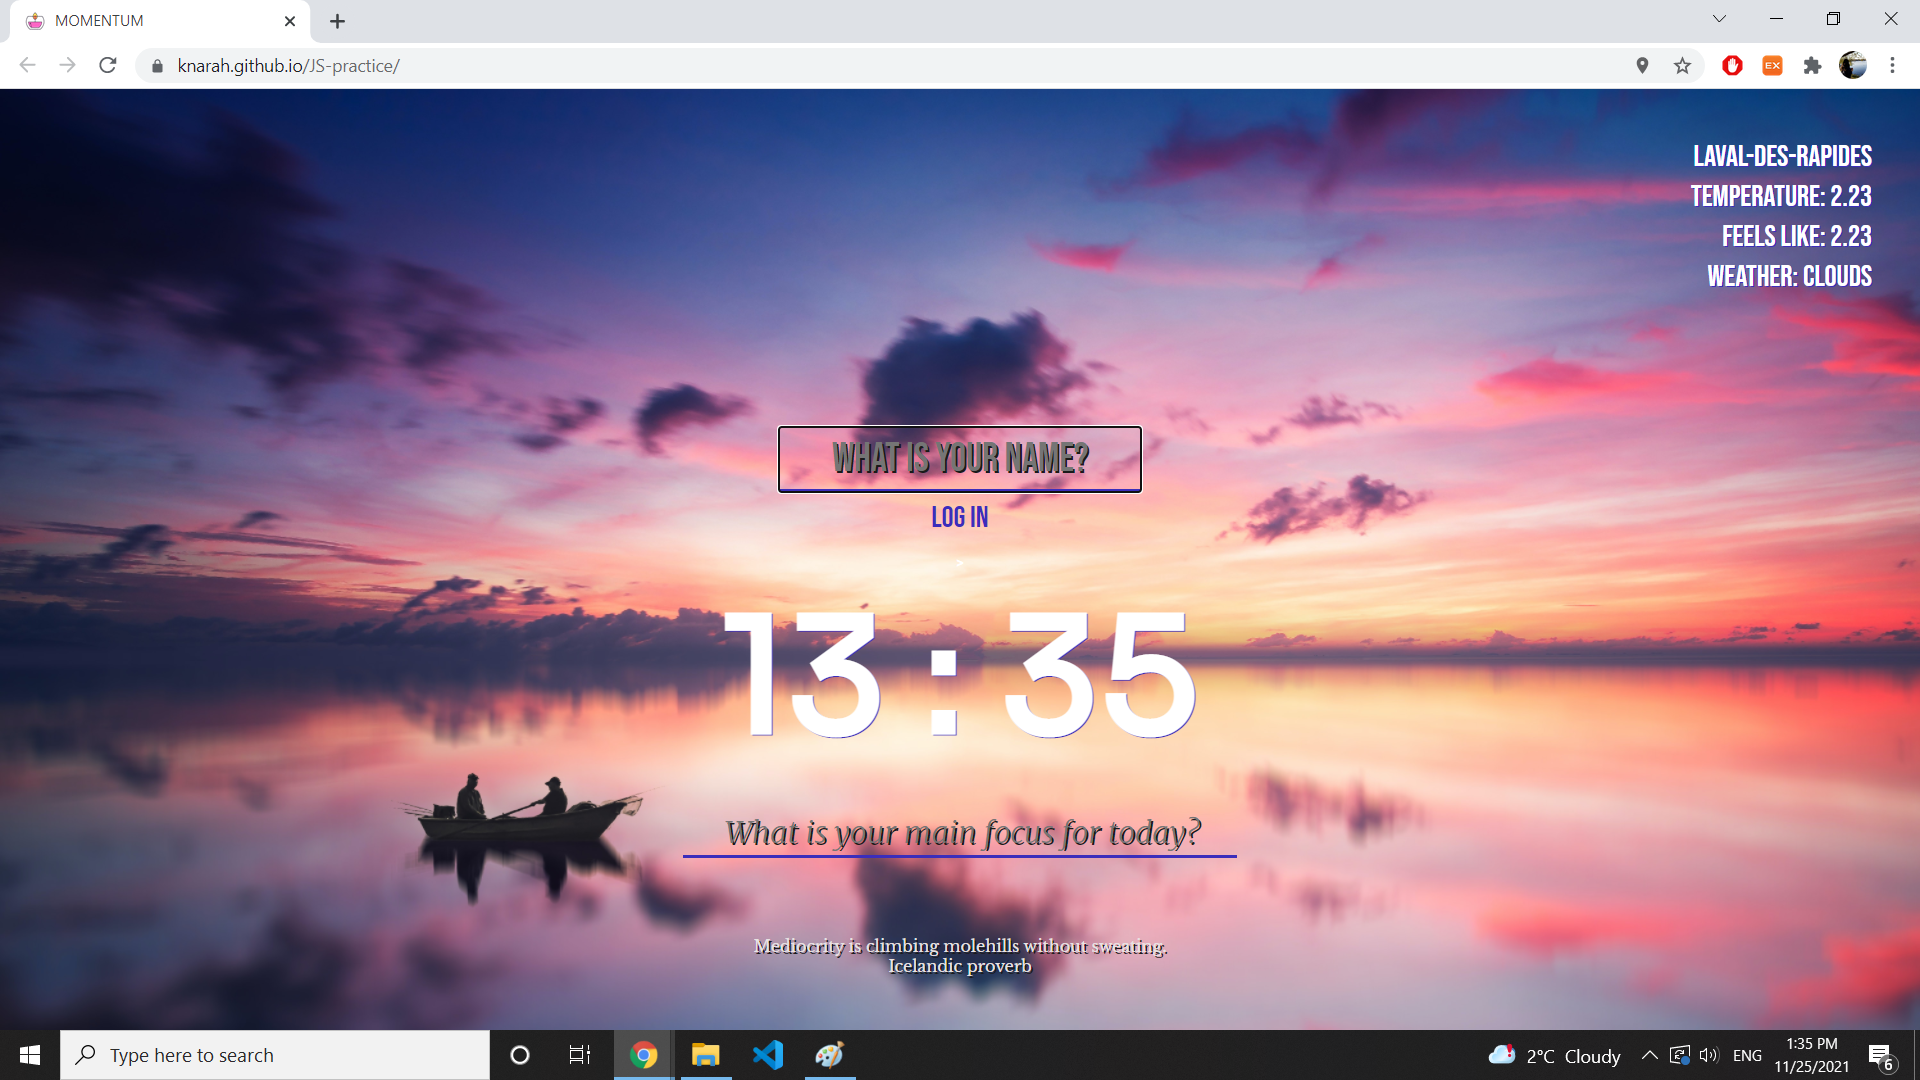 MOMENTUM
knarah.github.io/JS-practice/
EX
LAVAL-DES-RAPIDES
TEMPERATURE: 2.23
FEELS LIKE: 2.23
WEATHER: CLOUDS
WHAT IS YOUR NAME?
LOG IN
>
13:35
What is your main focus for today?
Mediocrity is climbing molehills without sweating.
Icelandic proverb
Type here to search
2°C Cloudy
ENG
1:35 PM
11/25/2021
6